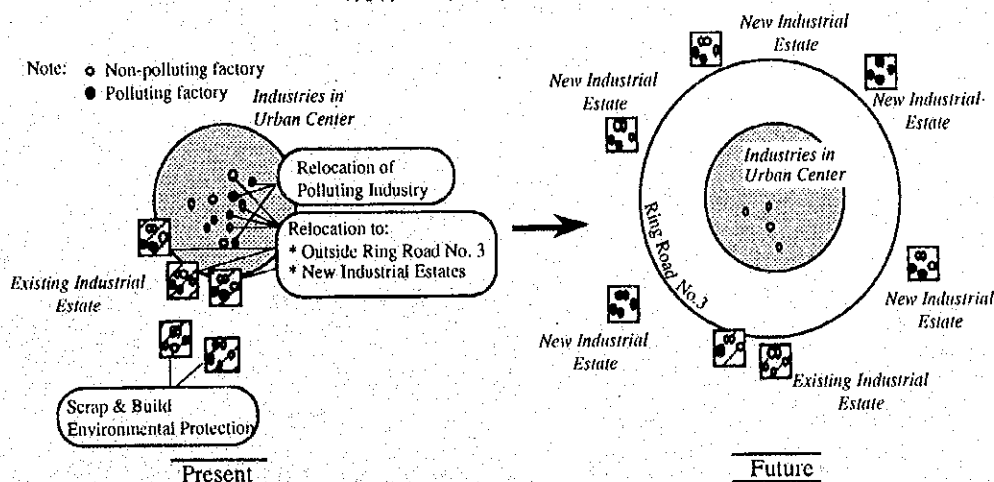 Note:
Non-polluting factory
Polluting factory
Industries in
Urban Center
Relocation of
Polluting Industry
Relocation to:
* Outside Ring Road No. 3
* New Industrial Estates
Existing Industrial
Estate
Scrap & Build
Environmental Protection
Present
New Industrial
Estate
New Industrial
Estate
New Industrial
Estate
Industries in
Urban Center
Ring Road No.3
New Industrial
Estate
New Industrial
Estate
Existing Industrial
Estate
Future